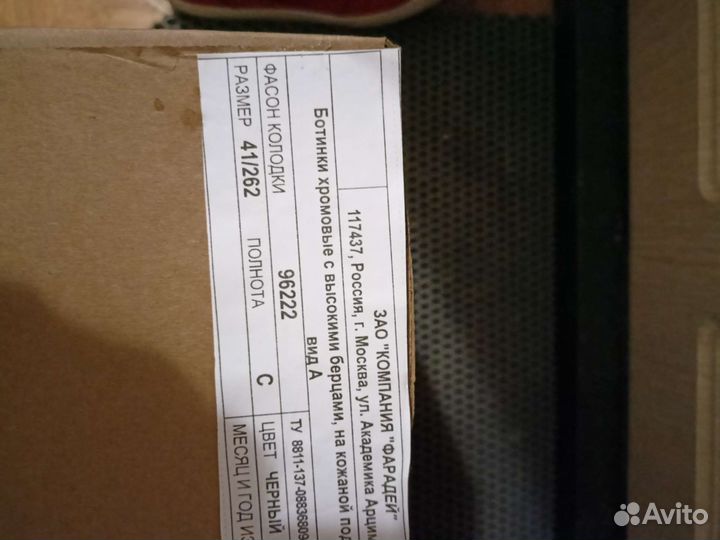 ЗАО "КОМПАНИЯ "ФАРАДЕЙ"
117437, Россия, г. Москва, ул. Академика Арцим
Ботинки хромовые с высокими берцами, на кожаной под
вид А
ФАСОН КОЛОДКИ 96222 ТУ 8811-137-08836809
РАЗМЕР 41/262 ПОЛНОТА С ЦВЕТ ЧЕРНЫЙ
МЕСЯЦ И ГОД ИЗ
Avito